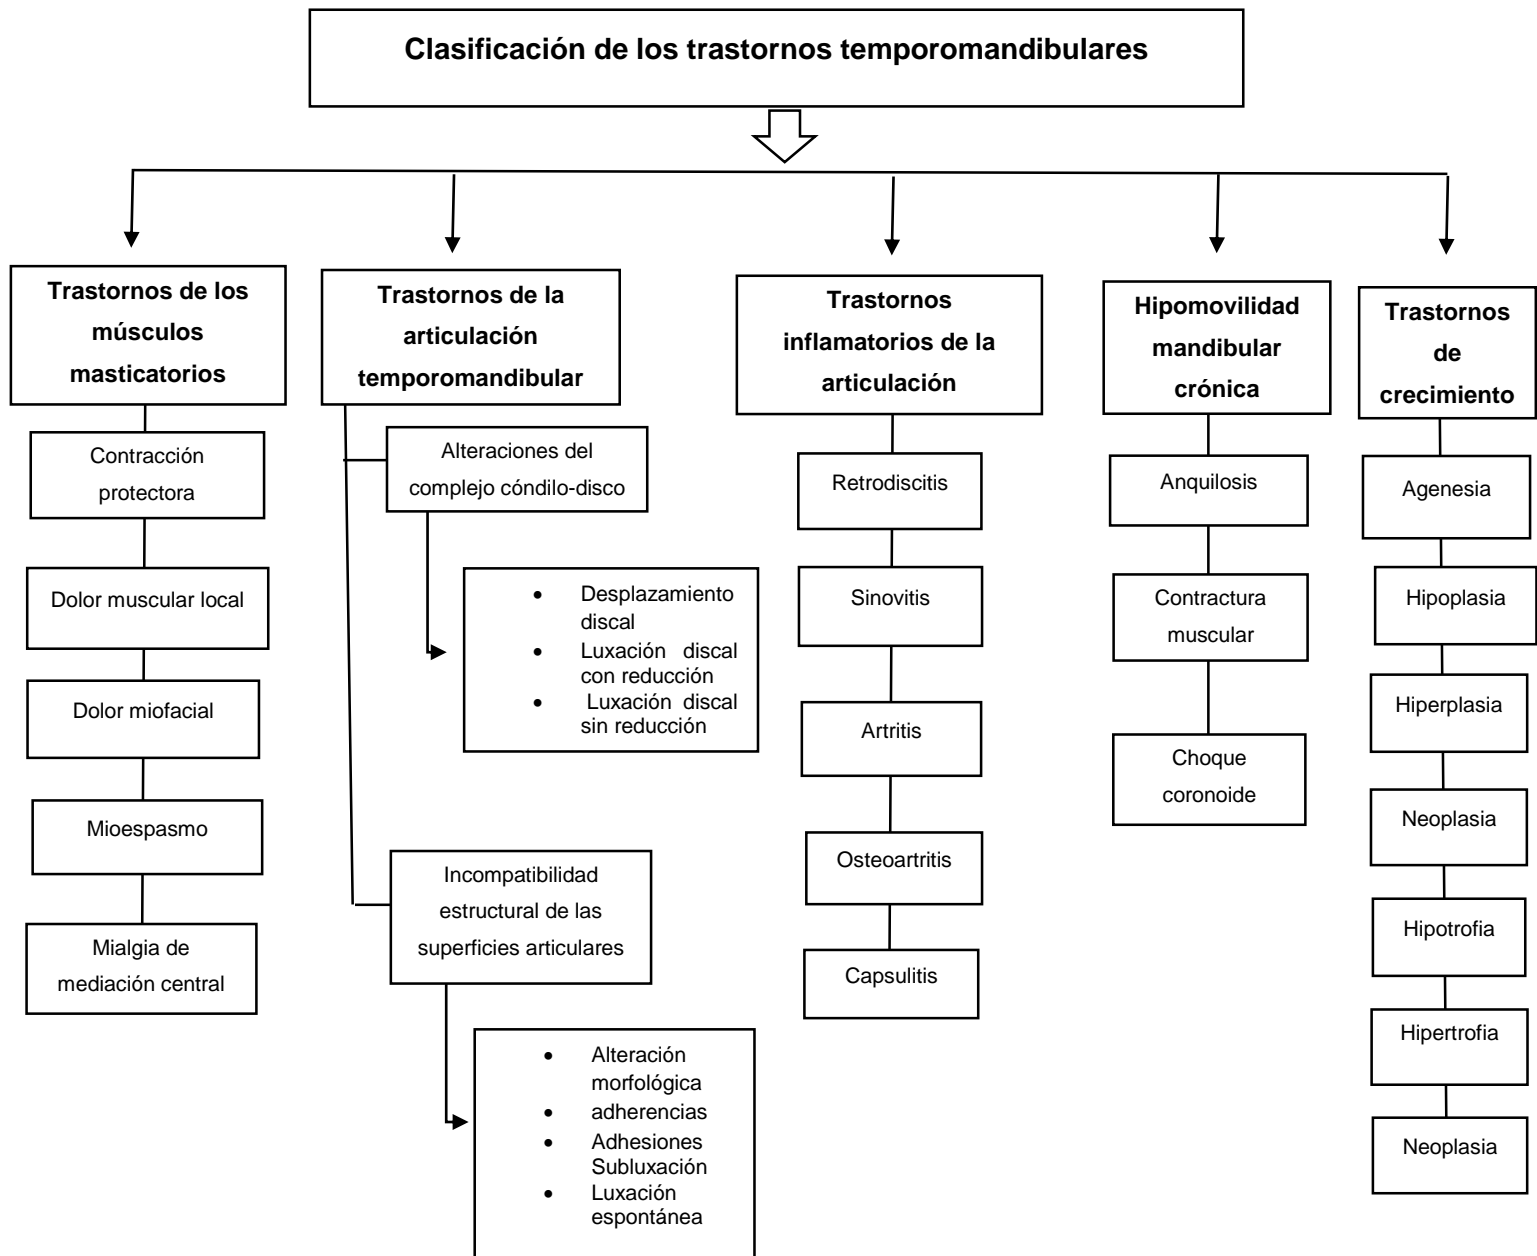 Clasificación de los trastornos temporomandibulares
Trastornos de los
músculos
masticatorios
Contracción
protectora
Dolor muscular local
Dolor miofacial
Mioespasmo
Mialgia de
mediación central
Trastornos de la
articulación
temporomandibular
Alteraciones del
complejo cóndilo-disco
• Desplazamiento
discal
• Luxación discal
con reducción
• Luxación discal
sin reducción
Incompatibilidad
estructural de las
superficies articulares
• Alteración
morfológica
• adherencias
• Adhesiones
Subluxación
• Luxación
espontánea
Trastornos
inflamatorios de la
articulación
Retrodiscitis
Sinovitis
Artritis
Osteoartritis
Capsulitis
Hipomovilidad
mandibular
crónica
Anquilosis
Contractura
muscular
Choque
coronoide
Trastornos
de
crecimiento
Agenesia
Hipoplasia
Hiperplasia
Neoplasia
Hipotrofia
Hipertrofia
Neoplasia